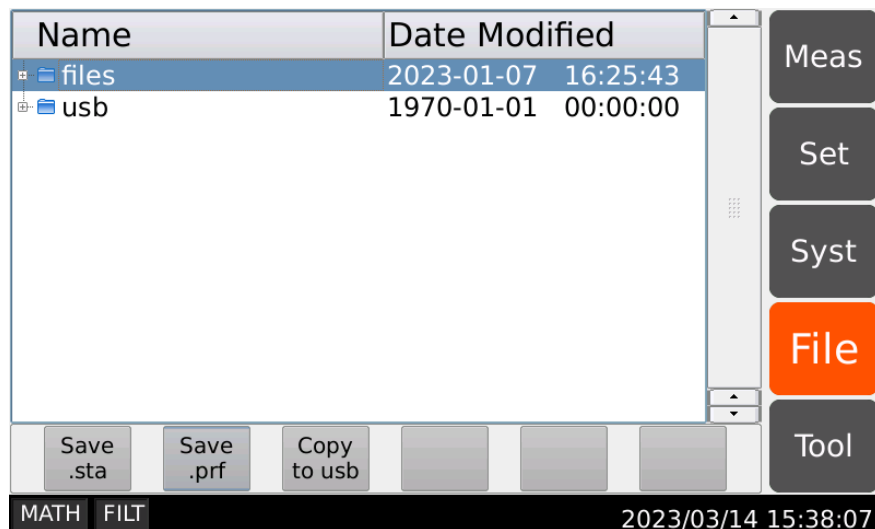 Name Date Modified
files 2023-01-07 16:25:43
usb 1970-01-01 00:00:00
Meas
Set
Syst
File
Tool
Save .sta
Save .prf
Copy to usb
MATH FILT 2023/03/14 15:38:07